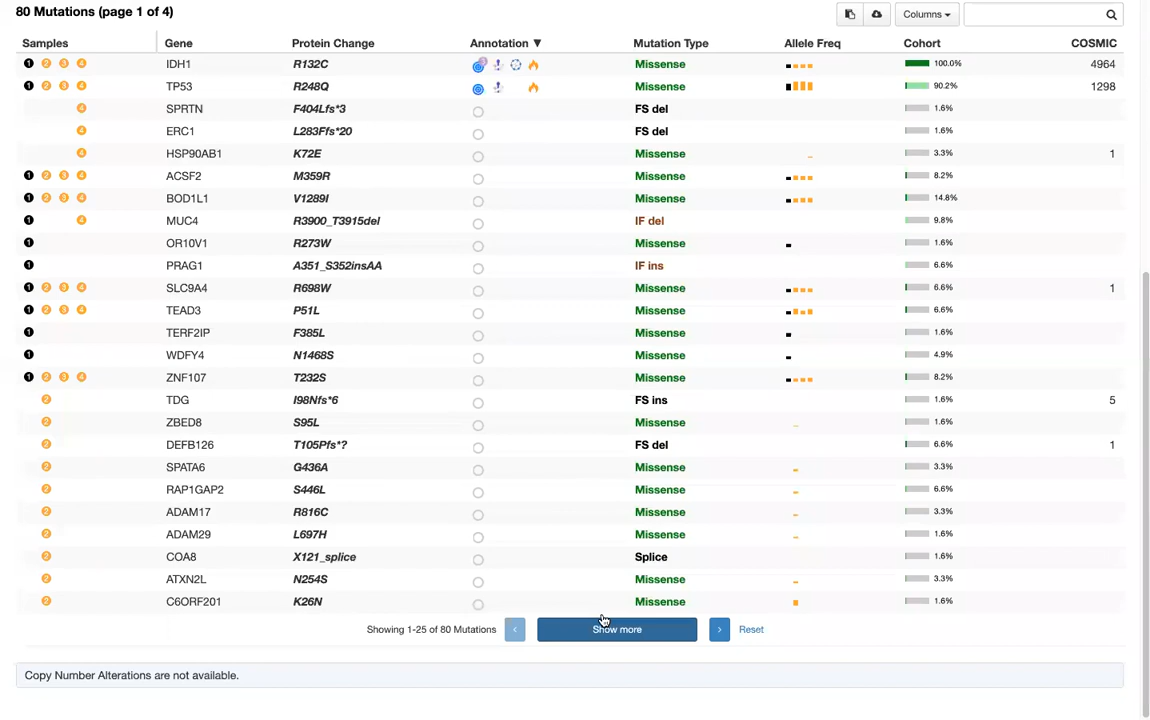 80 Mutations (page 1 of 4)
Columns
Samples Gene Protein Change Annotation ▼ Mutation Type Allele Freq Cohort COSMIC
1 2 3 4 IDH1 R132C 3 Missense 100.0% 4964
1 2 3 4 TP53 R248Q Missense 90.2% 1298
4 SPRTN F404Lfs*3 FS del 1.6%
4 ERC1 L283Ffs*20 FS del 1.6%
4 HSP90AB1 K72E Missense 3.3% 1
1 2 3 4 ACSF2 M359R Missense 8.2%
1 2 3 4 BOD1L1 V1289I Missense 14.8%
1 4 MUC4 R3900_T3915del IF del 9.8%
1 OR10V1 R273W Missense 1.6%
1 PRAG1 A351_S352insAA IF ins 6.6%
1 2 3 4 SLC9A4 R698W Missense 6.6% 1
1 2 3 4 TEAD3 P51L Missense 6.6%
1 TERF2IP F385L Missense 1.6%
1 WDFY4 N1468S Missense 4.9%
1 2 3 4 ZNF107 T232S Missense 8.2%
2 TDG I98Nfs*6 FS ins 1.6% 5
2 ZBED8 S95L Missense 1.6%
2 DEFB126 T105Pfs*? FS del 6.6% 1
2 SPATA6 G436A Missense 3.3%
2 RAP1GAP2 S446L Missense 6.6%
2 ADAM17 R816C Missense 3.3%
2 ADAM29 L697H Missense 1.6%
2 COA8 X121_splice Splice 1.6%
2 ATXN2L N254S Missense 3.3%
2 C6ORF201 K26N Missense 1.6%
Showing 1-25 of 80 Mutations ‹ Show more › Reset
Copy Number Alterations are not available.